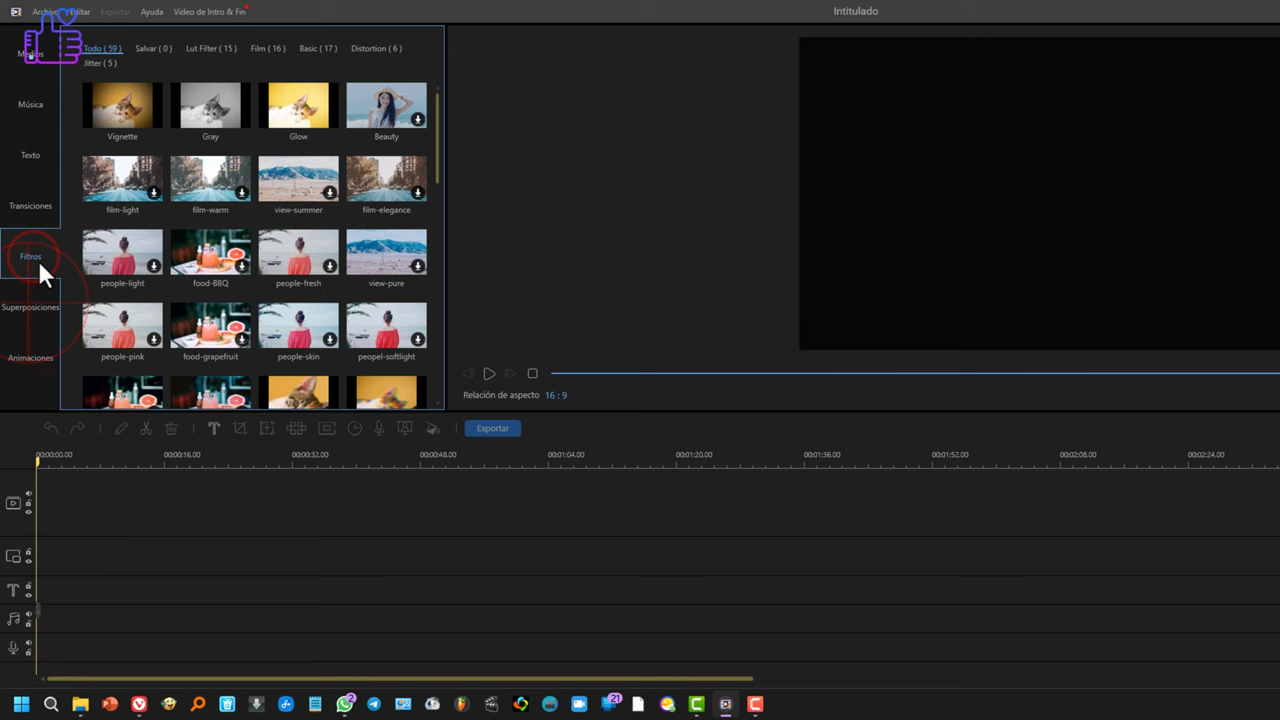 Archivo Editar Exportar Ayuda Video de Intro & Fin
Intitulado
Medios
Música
Texto
Transiciones
Filtros
Superposiciones
Animaciones
Todo ( 59 ) Salvar ( 0 ) Lut Filter ( 15 ) Film ( 16 ) Basic ( 17 ) Distortion ( 6 )
Jitter ( 5 )
Vignette Gray Glow Beauty
film-light film-warm view-summer film-elegance
people-light food-BBQ people-fresh view-pure
people-pink food-grapefruit people-skin peopel-softlight
Relación de aspecto 16 : 9
Exportar
00:00:00.00 00:00:16.00 00:00:32.00 00:00:48.00 00:01:04.00 00:01:20.00 00:01:36.00 00:01:52.00 00:02:08.00 00:02:24.00
2
21